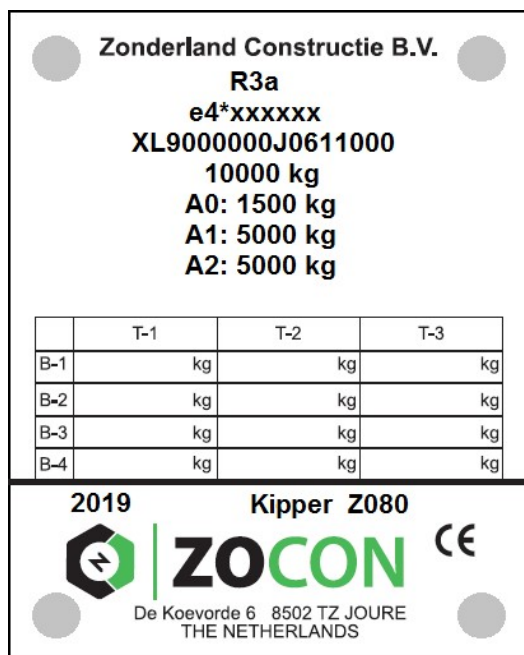 Zonderland Constructie B.V.
R3a
e4*xxxxxx
XL9000000J0611000
10000 kg
A0: 1500 kg
A1: 5000 kg
A2: 5000 kg
T-1 T-2 T-3
B-1 kg kg kg
B-2 kg kg kg
B-3 kg kg kg
B-4 kg kg kg
2019 Kipper Z080
Z ZOCON CE
De Koevorde 6 8502 TZ JOURE
THE NETHERLANDS